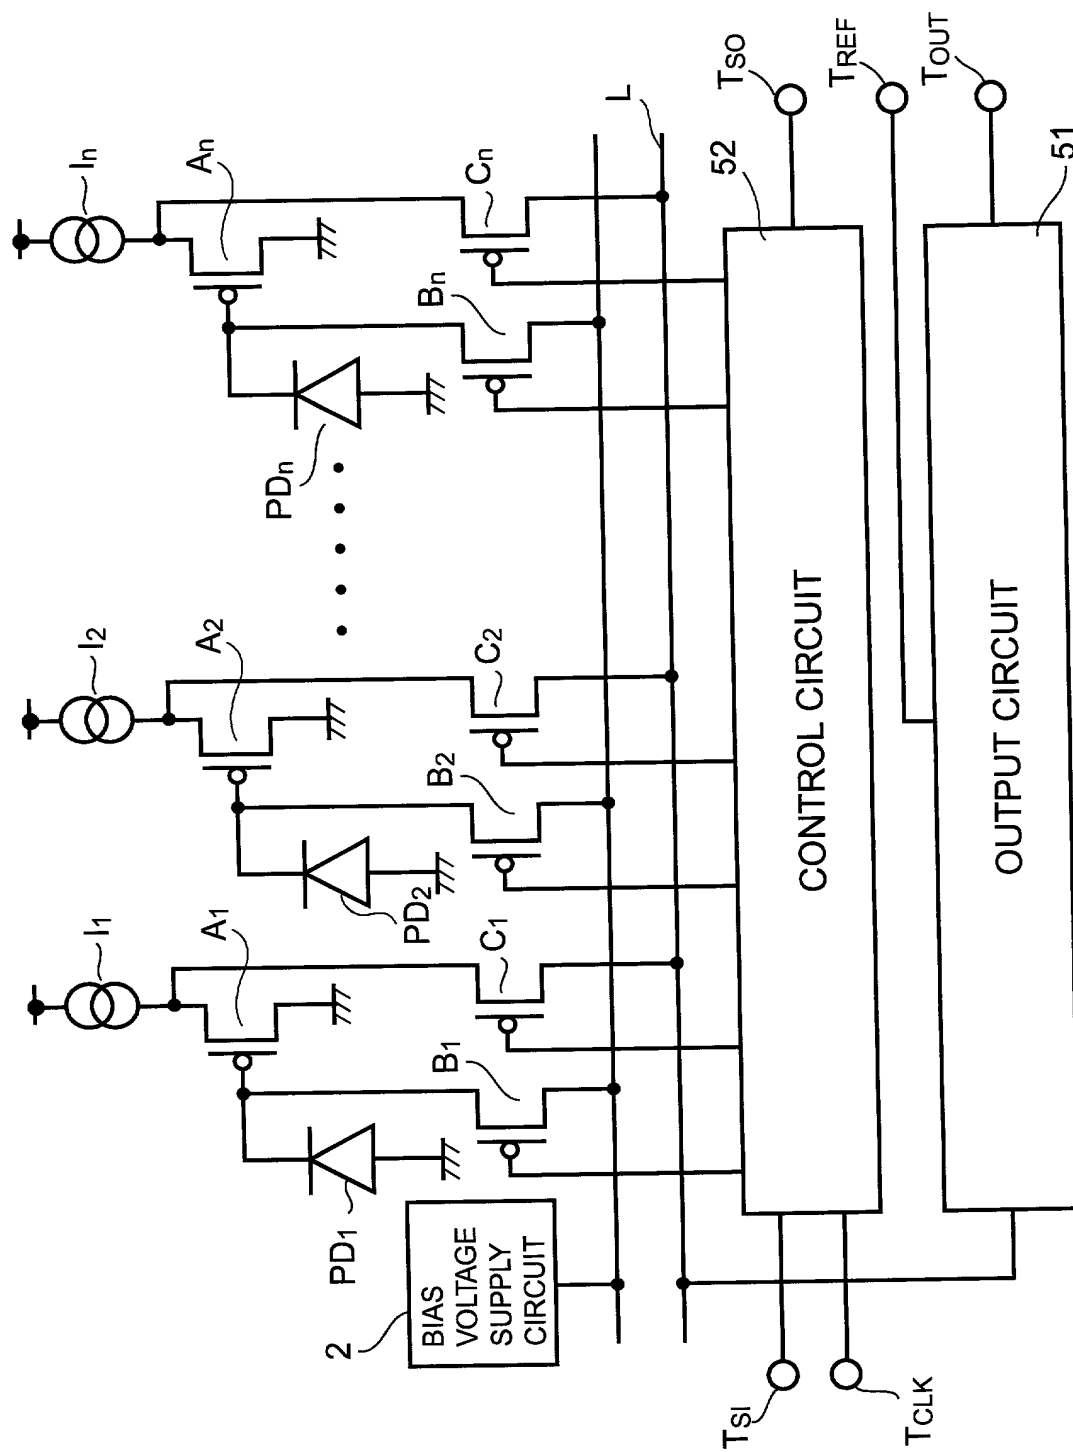 I1
I2
In
A1
A2
An
PD1
PD2
PDn
B1
C1
B2
C2
Bn
Cn
L
2
BIAS
VOLTAGE
SUPPLY
CIRCUIT
TSI
TCLK
CONTROL CIRCUIT
52
TSO
TREF
TOUT
OUTPUT CIRCUIT
51